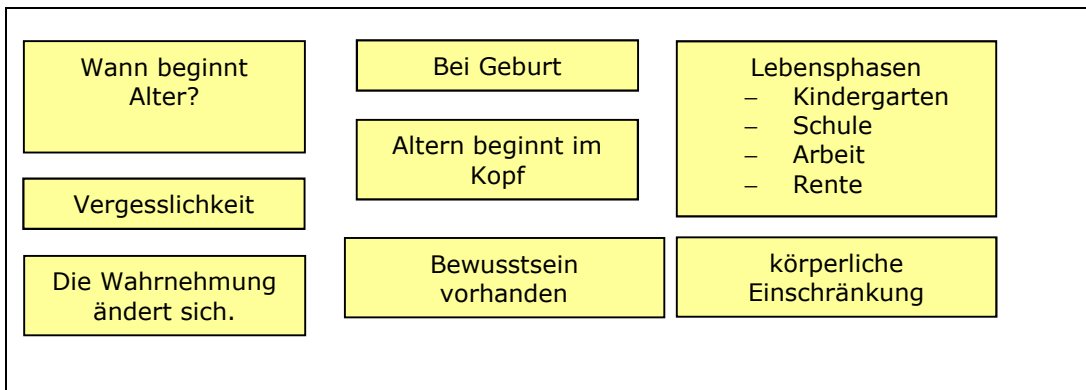 Wann beginnt
Alter?
Vergesslichkeit
Die Wahrnehmung
ändert sich.
Bei Geburt
Altern beginnt im
Kopf
Bewusstsein
vorhanden
Lebensphasen
– Kindergarten
– Schule
– Arbeit
– Rente
körperliche
Einschränkung